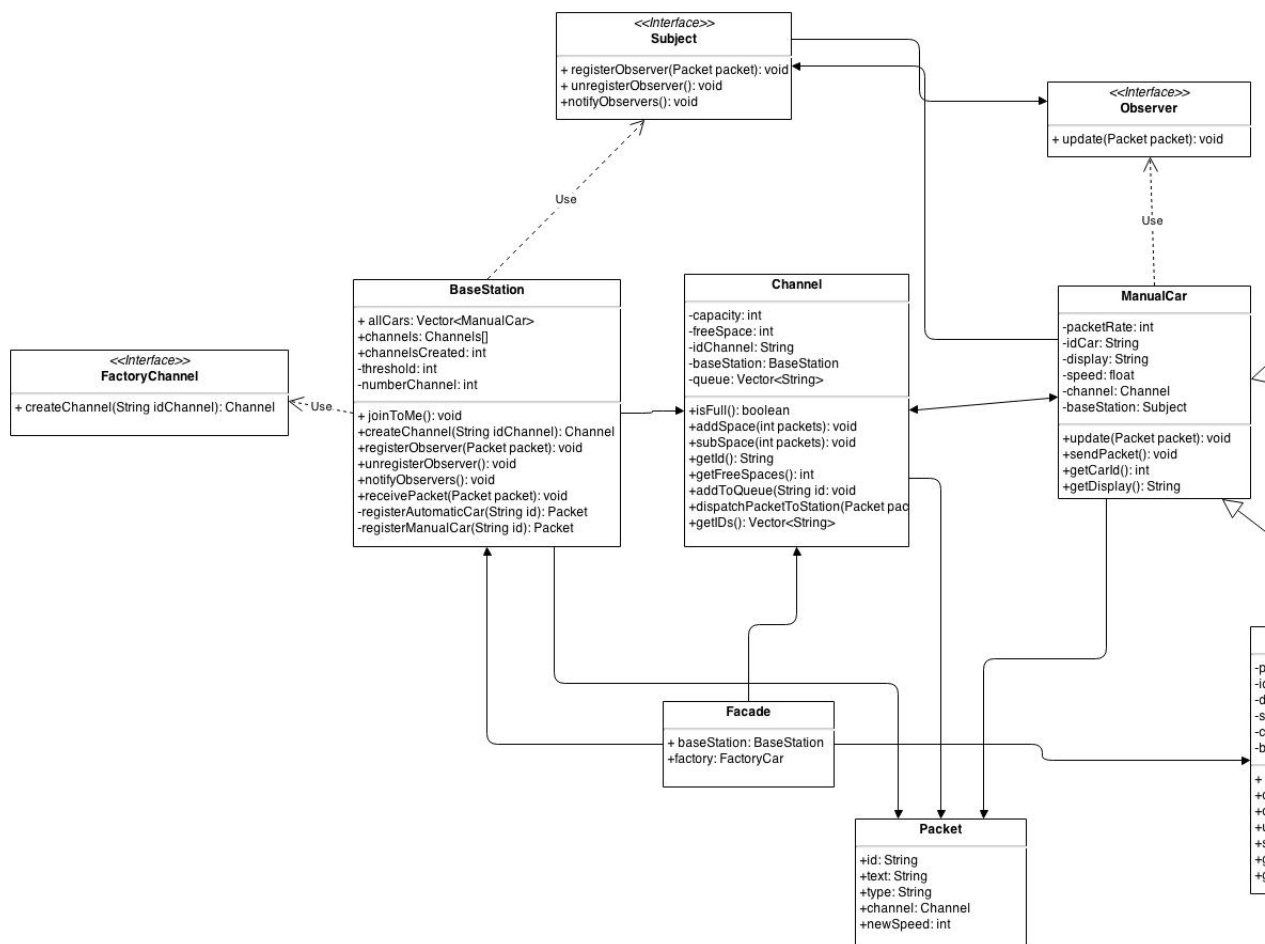 <<Interface>>
Subject
+ registerObserver(Packet packet): void
+ unregisterObserver(): void
+notifyObservers(): void
<<Interface>>
Observer
+ update(Packet packet): void
Use
Use
<<Interface>>
FactoryChannel
+ createChannel(String idChannel): Channel
Use
BaseStation
+ allCars: Vector<ManualCar>
+channels: Channels[]
+channelsCreated: int
-threshold: int
-numberChannel: int
+ joinToMe(): void
+createChannel(String idChannel): Channel
+registerObserver(Packet packet): void
+unregisterObserver(): void
+notifyObservers(): void
+receivePacket(Packet packet): void
-registerAutomaticCar(String id): Packet
-registerManualCar(String id): Packet
Channel
-capacity: int
-freeSpace: int
-idChannel: String
-baseStation: BaseStation
-queue: Vector<String>
+isFull(): boolean
+addSpace(int packets): void
+subSpace(int packets): void
+getId(): String
+getFreeSpaces(): int
+addToQueue(String id: void
+dispatchPacketToStation(Packet pac
+getIDs(): Vector<String>
ManualCar
-packetRate: int
-idCar: String
-display: String
-speed: float
-channel: Channel
-baseStation: Subject
+update(Packet packet): void
+sendPacket(): void
+getCarId(): int
+getDisplay(): String
Facade
+ baseStation: BaseStation
+factory: FactoryCar
Packet
+id: String
+text: String
+type: String
+channel: Channel
+newSpeed: int